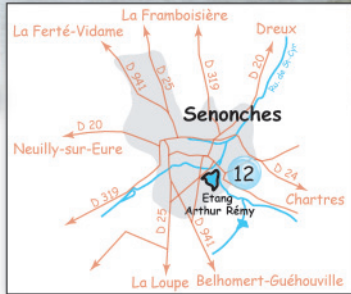 La Framboisière
La Ferté-Vidame
Dreux
D 941
D 25
D 319
D 20
Ru. de St-Cyr
Senonches
D 20
Neuilly-sur-Eure
12
D 24
Chartres
Etang
Arthur Rémy
D 319
D 25
D 941
La Loupe
Belhomert-Guéhouville